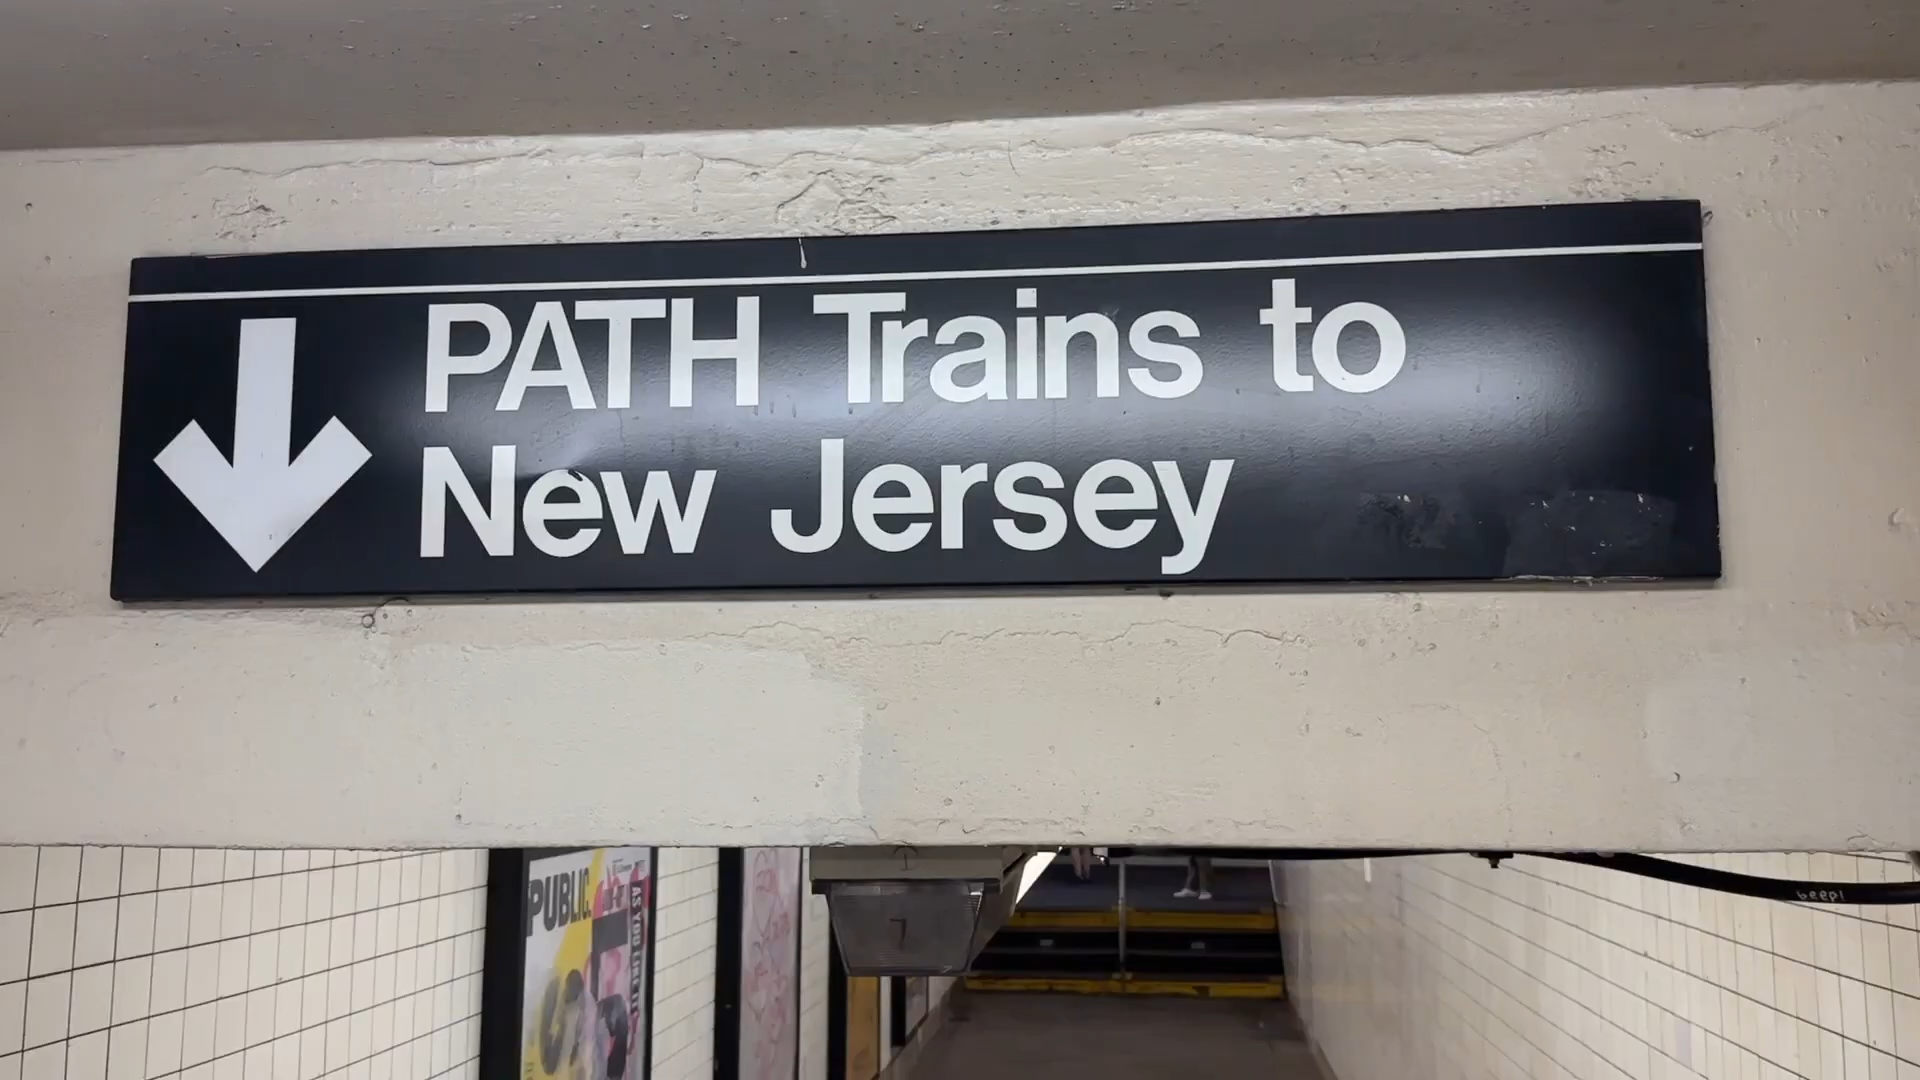 PATH Trains to
New Jersey
PUBLIC.
AS YOU LIKE IT
beep!